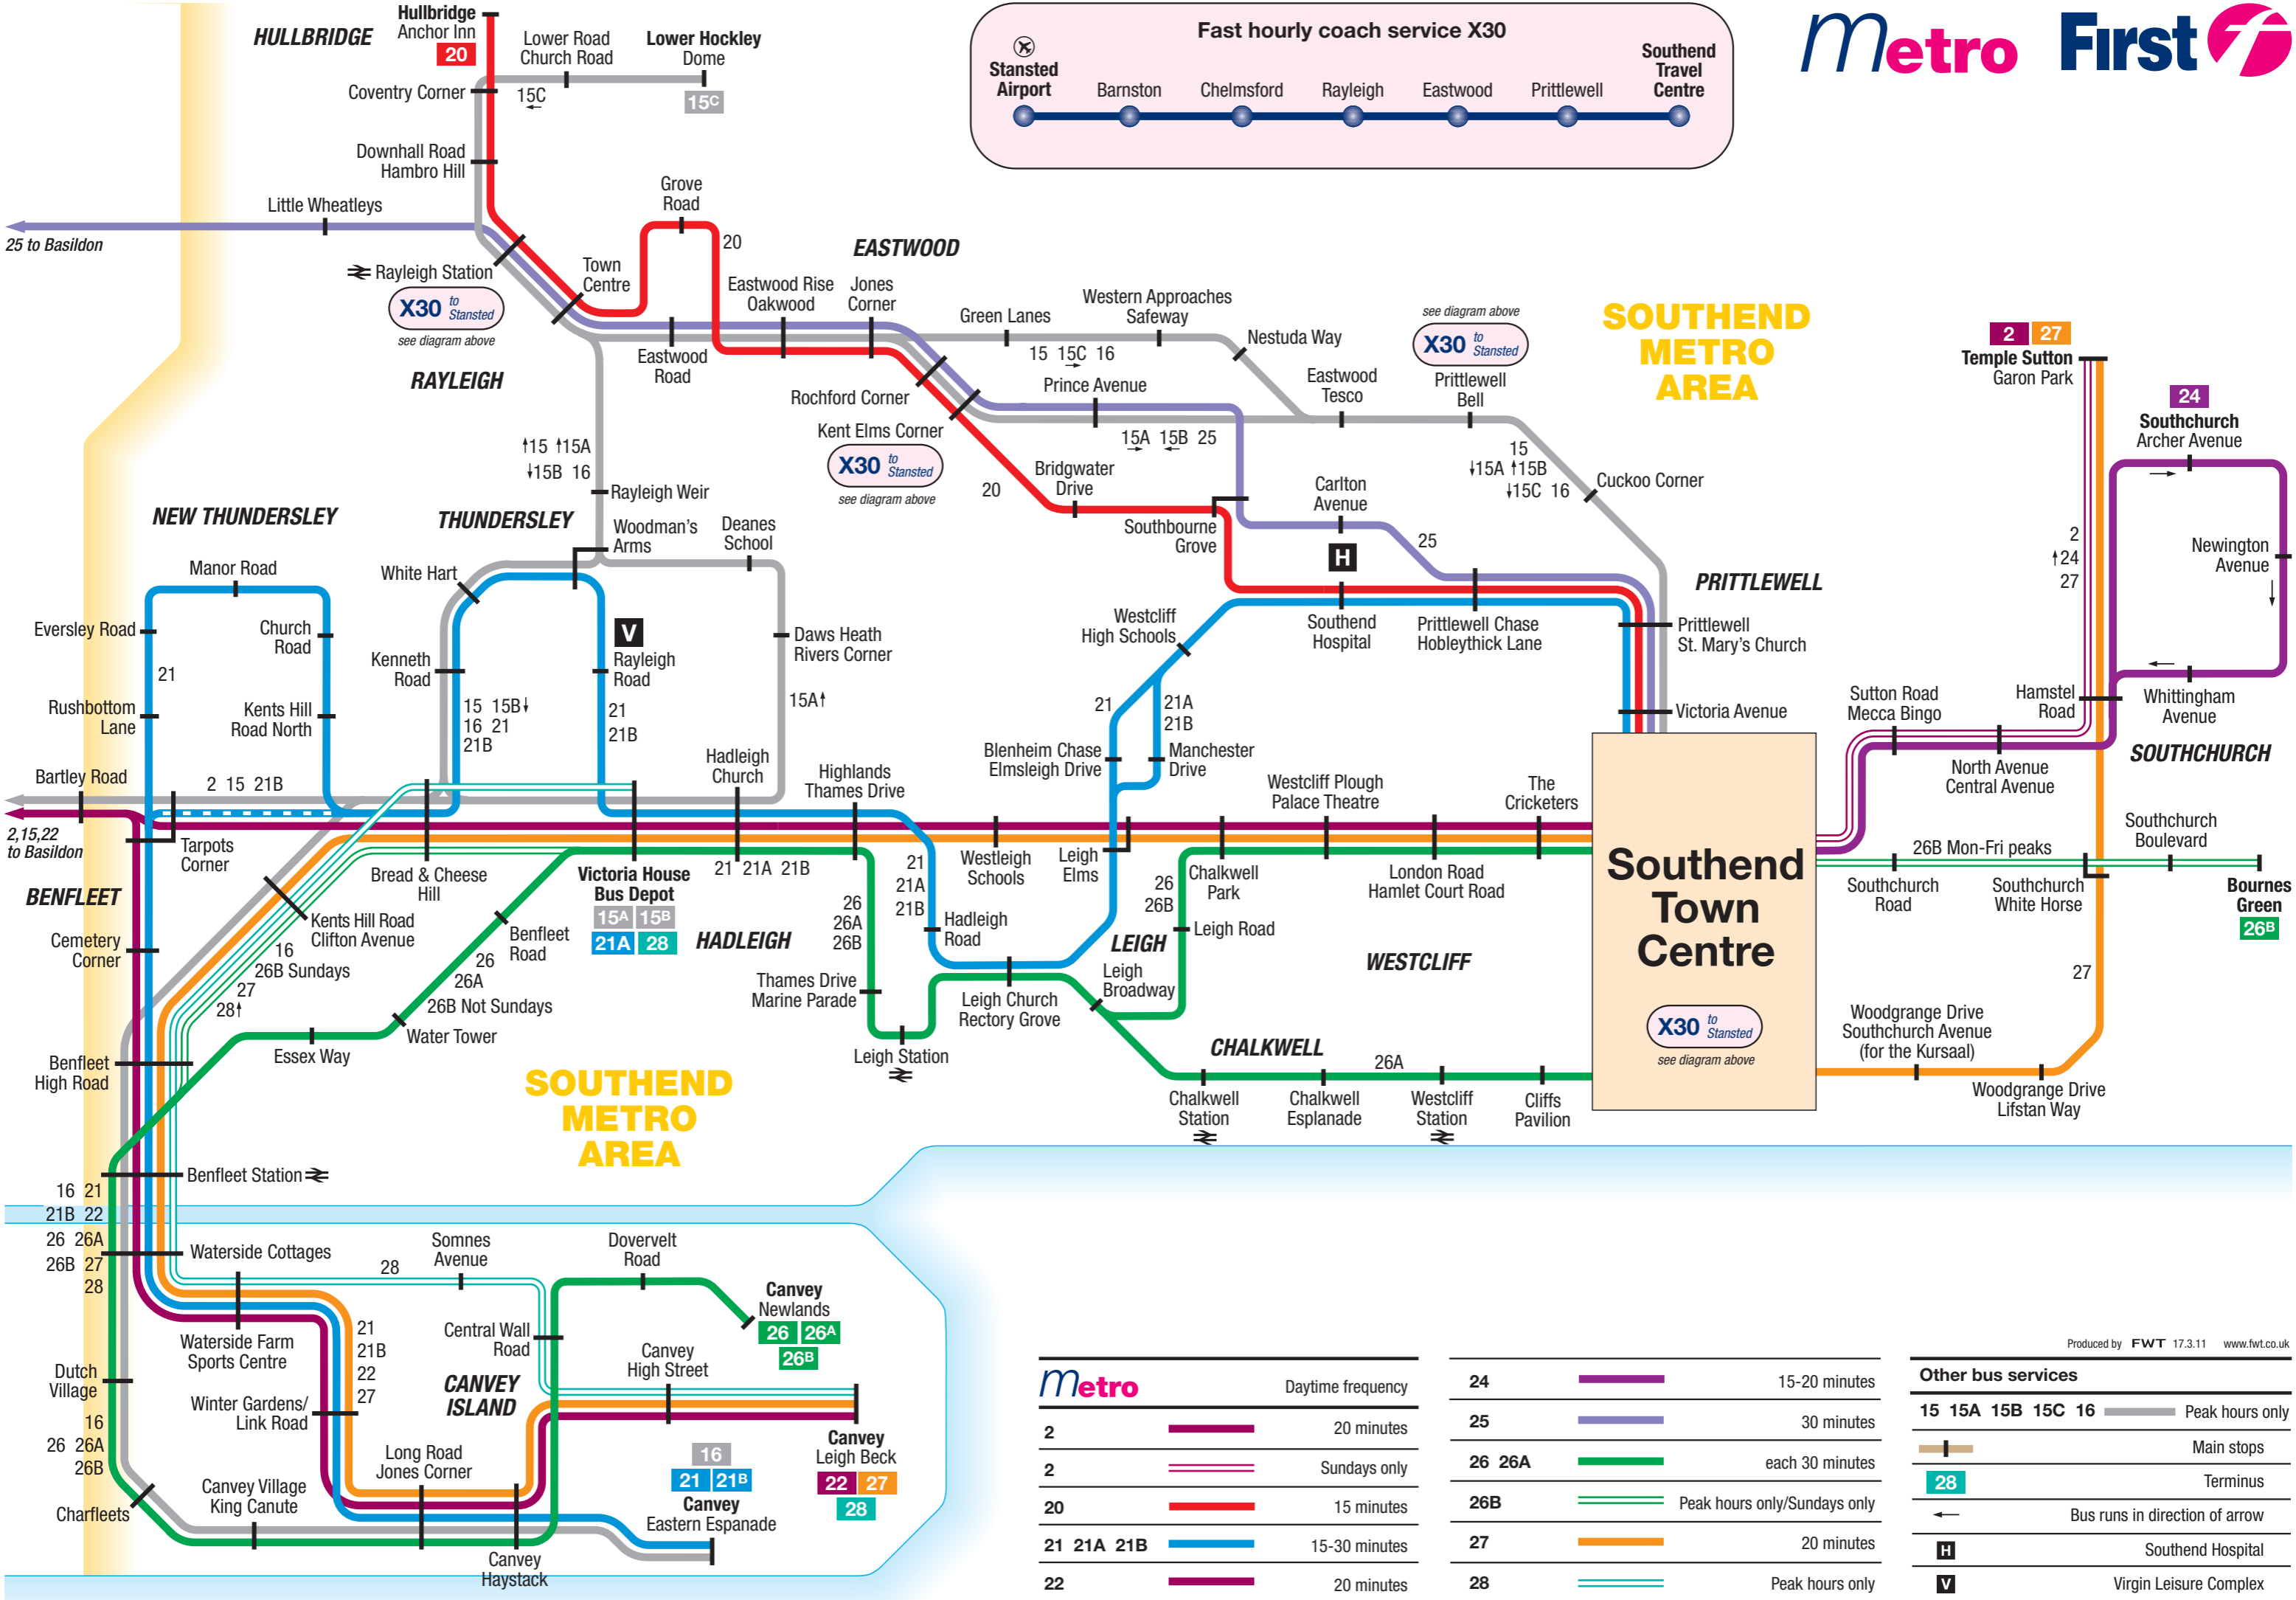 Hullbridge
Anchor Inn
20
HULLBRIDGE
Lower Road
Church Road
Lower Hockley
Dome
15C
15C
Coventry Corner
Downhall Road
Hambro Hill
Fast hourly coach service X30
Stansted
Airport
Barnston
Chelmsford
Rayleigh
Eastwood
Prittlewell
Southend
Travel
Centre
Metro
First
Little Wheatleys
25 to Basildon
Rayleigh Station
X30 to Stansted
see diagram above
Town
Centre
Grove
Road
20
RAYLEIGH
Eastwood
Road
Eastwood Rise
Oakwood
Jones
Corner
EASTWOOD
Green Lanes
Western Approaches
Safeway
15 15C 16
Nestuda Way
Rochford Corner
Kent Elms Corner
X30 to Stansted
see diagram above
Prince Avenue
15A 15B 25
Eastwood
Tesco
see diagram above
X30 to Stansted
Prittlewell
Bell
15
15A 15B
15C 16
Cuckoo Corner
SOUTHEND
METRO
AREA
2 27
Temple Sutton
Garon Park
24
Southchurch
Archer Avenue
2
24
27
Newington
Avenue
Whittingham
Avenue
Hamstel
Road
SOUTHCHURCH
15 15A
15B 16
Rayleigh Weir
NEW THUNDERSLEY
THUNDERSLEY
Woodman's
Arms
Deanes
School
White Hart
Manor Road
Eversley Road
Church
Road
21
Rushbottom
Lane
Kents Hill
Road North
Kenneth
Road
15 15B
16 21
21B
V
Rayleigh
Road
21
21B
Daws Heath
Rivers Corner
15A
20
Bridgwater
Drive
Southbourne
Grove
Carlton
Avenue
25
H
Southend
Hospital
Prittlewell Chase
Hobleythick Lane
PRITTLEWELL
Prittlewell
St. Mary's Church
Victoria Avenue
Westcliff
High Schools
21
21A
21B
Blenheim Chase
Elmsleigh Drive
Manchester
Drive
Sutton Road
Mecca Bingo
North Avenue
Central Avenue
Bartley Road
2 15 21B
2,15,22
to Basildon
Tarpots
Corner
BENFLEET
Bread & Cheese
Hill
Victoria House
Bus Depot
15A 15B
21A 28
Hadleigh
Church
21 21A 21B
Highlands
Thames Drive
HADLEIGH
21
21A
21B
26
26A
26B
Hadleigh
Road
Westleigh
Schools
Leigh
Elms
Westcliff Plough
Palace Theatre
The
Cricketers
Chalkwell
Park
London Road
Hamlet Court Road
26
26B
Leigh Road
LEIGH
WESTCLIFF
Southend
Town
Centre
X30 to Stansted
see diagram above
26B Mon-Fri peaks
Southchurch
Road
Southchurch
White Horse
Southchurch
Boulevard
Bournes
Green
26B
27
Woodgrange Drive
Southchurch Avenue
(for the Kursaal)
Woodgrange Drive
Lifstan Way
Kents Hill Road
Clifton Avenue
16
26B Sundays
27
28
Cemetery
Corner
Benfleet
Road
26
26A
26B Not Sundays
Water Tower
Essex Way
Benfleet
High Road
Thames Drive
Marine Parade
Leigh Station
Leigh Church
Rectory Grove
Leigh
Broadway
CHALKWELL
26A
Chalkwell
Station
Chalkwell
Esplanade
Westcliff
Station
Cliffs
Pavilion
SOUTHEND
METRO
AREA
Benfleet Station
16 21
21B 22
26 26A
26B 27
28
Waterside Cottages
28
Somnes
Avenue
Dovervelt
Road
Canvey
Newlands
26 26A
26B
Waterside Farm
Sports Centre
21
21B
22
27
Central Wall
Road
Canvey
High Street
CANVEY
ISLAND
Dutch
Village
16
26 26A
26B
Winter Gardens/
Link Road
Long Road
Jones Corner
Charfleets
Canvey Village
King Canute
Canvey
Haystack
16
21 21B
Canvey
Eastern Espanade
Canvey
Leigh Beck
22 27
28
Metro
Daytime frequency
2 20 minutes
2 Sundays only
20 15 minutes
21 21A 21B 15-30 minutes
22 20 minutes
24 15-20 minutes
25 30 minutes
26 26A each 30 minutes
26B Peak hours only/Sundays only
27 20 minutes
28 Peak hours only
Produced by FWT 17.3.11 www.fwt.co.uk
Other bus services
15 15A 15B 15C 16 Peak hours only
Main stops
28 Terminus
Bus runs in direction of arrow
H Southend Hospital
V Virgin Leisure Complex